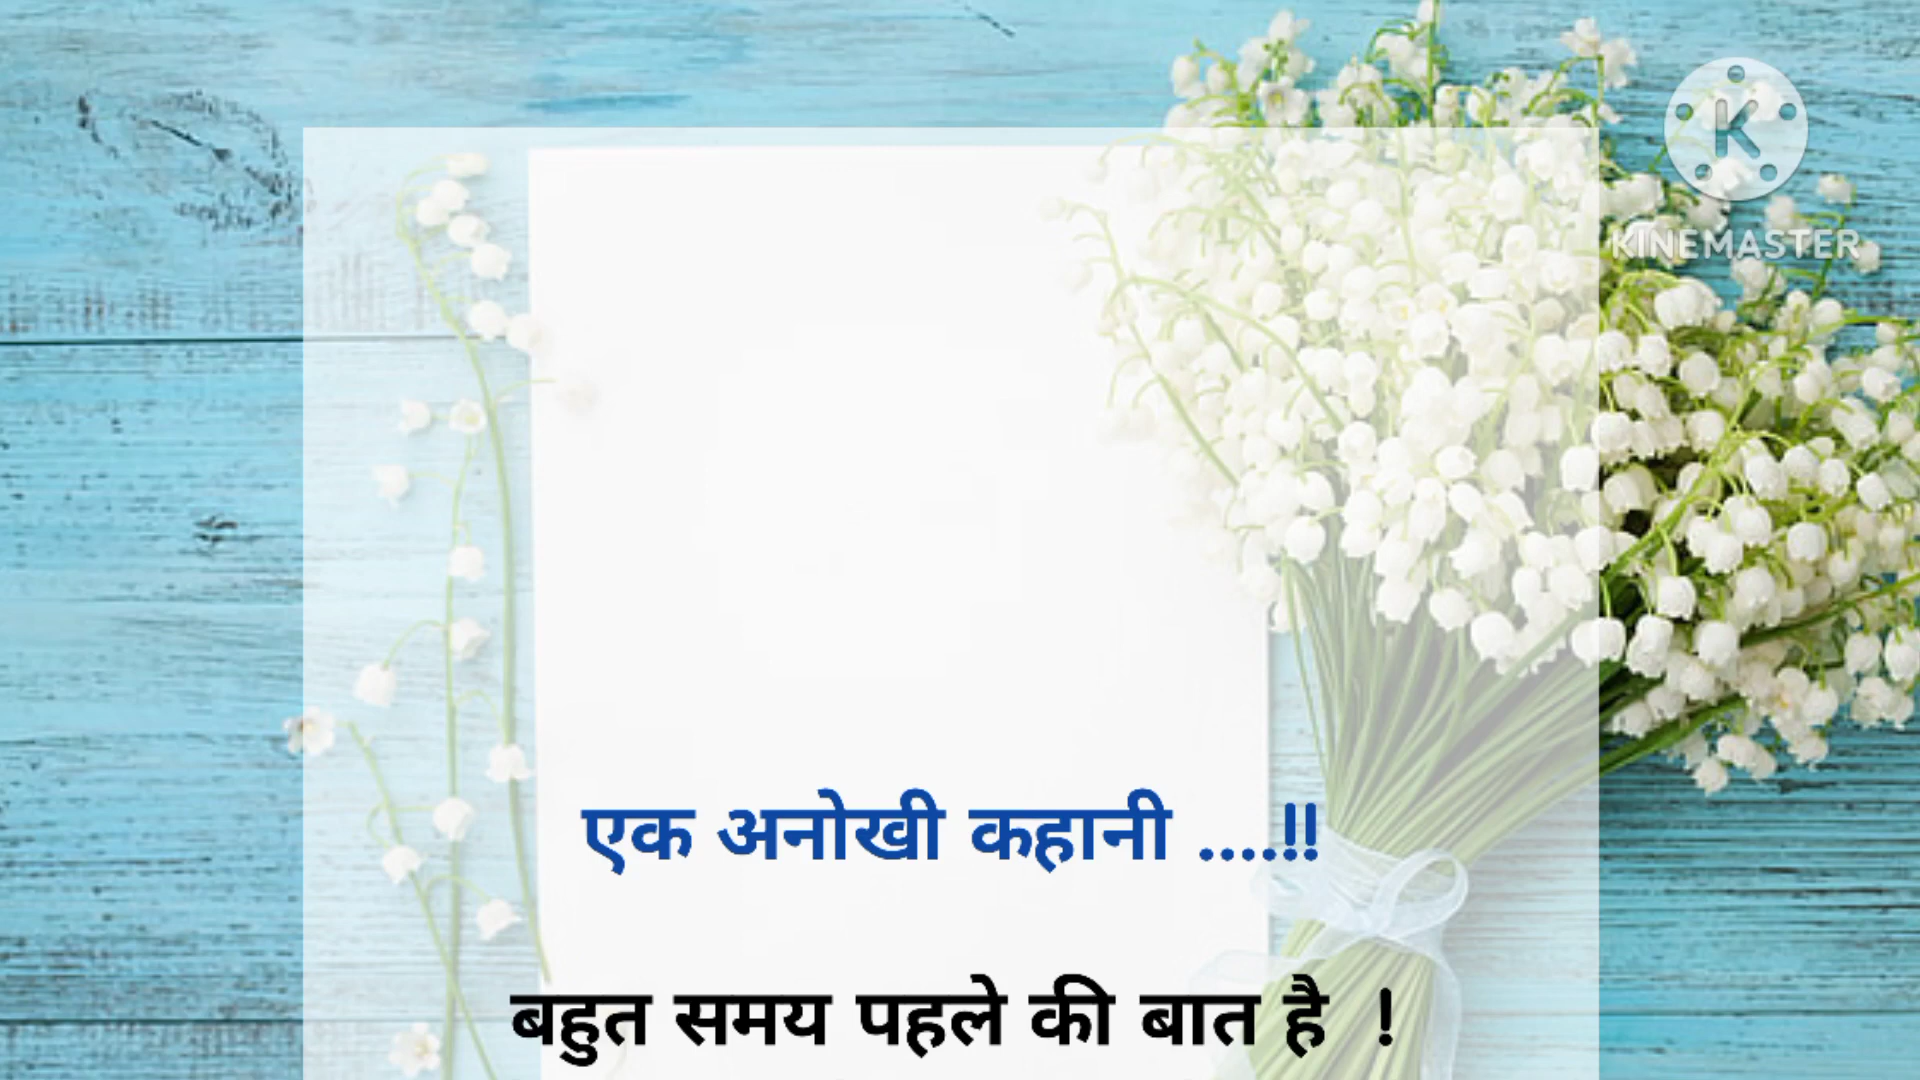 K
KINEMASTER
एक अनोखी कहानी ....!!
बहुत समय पहले की बात है !